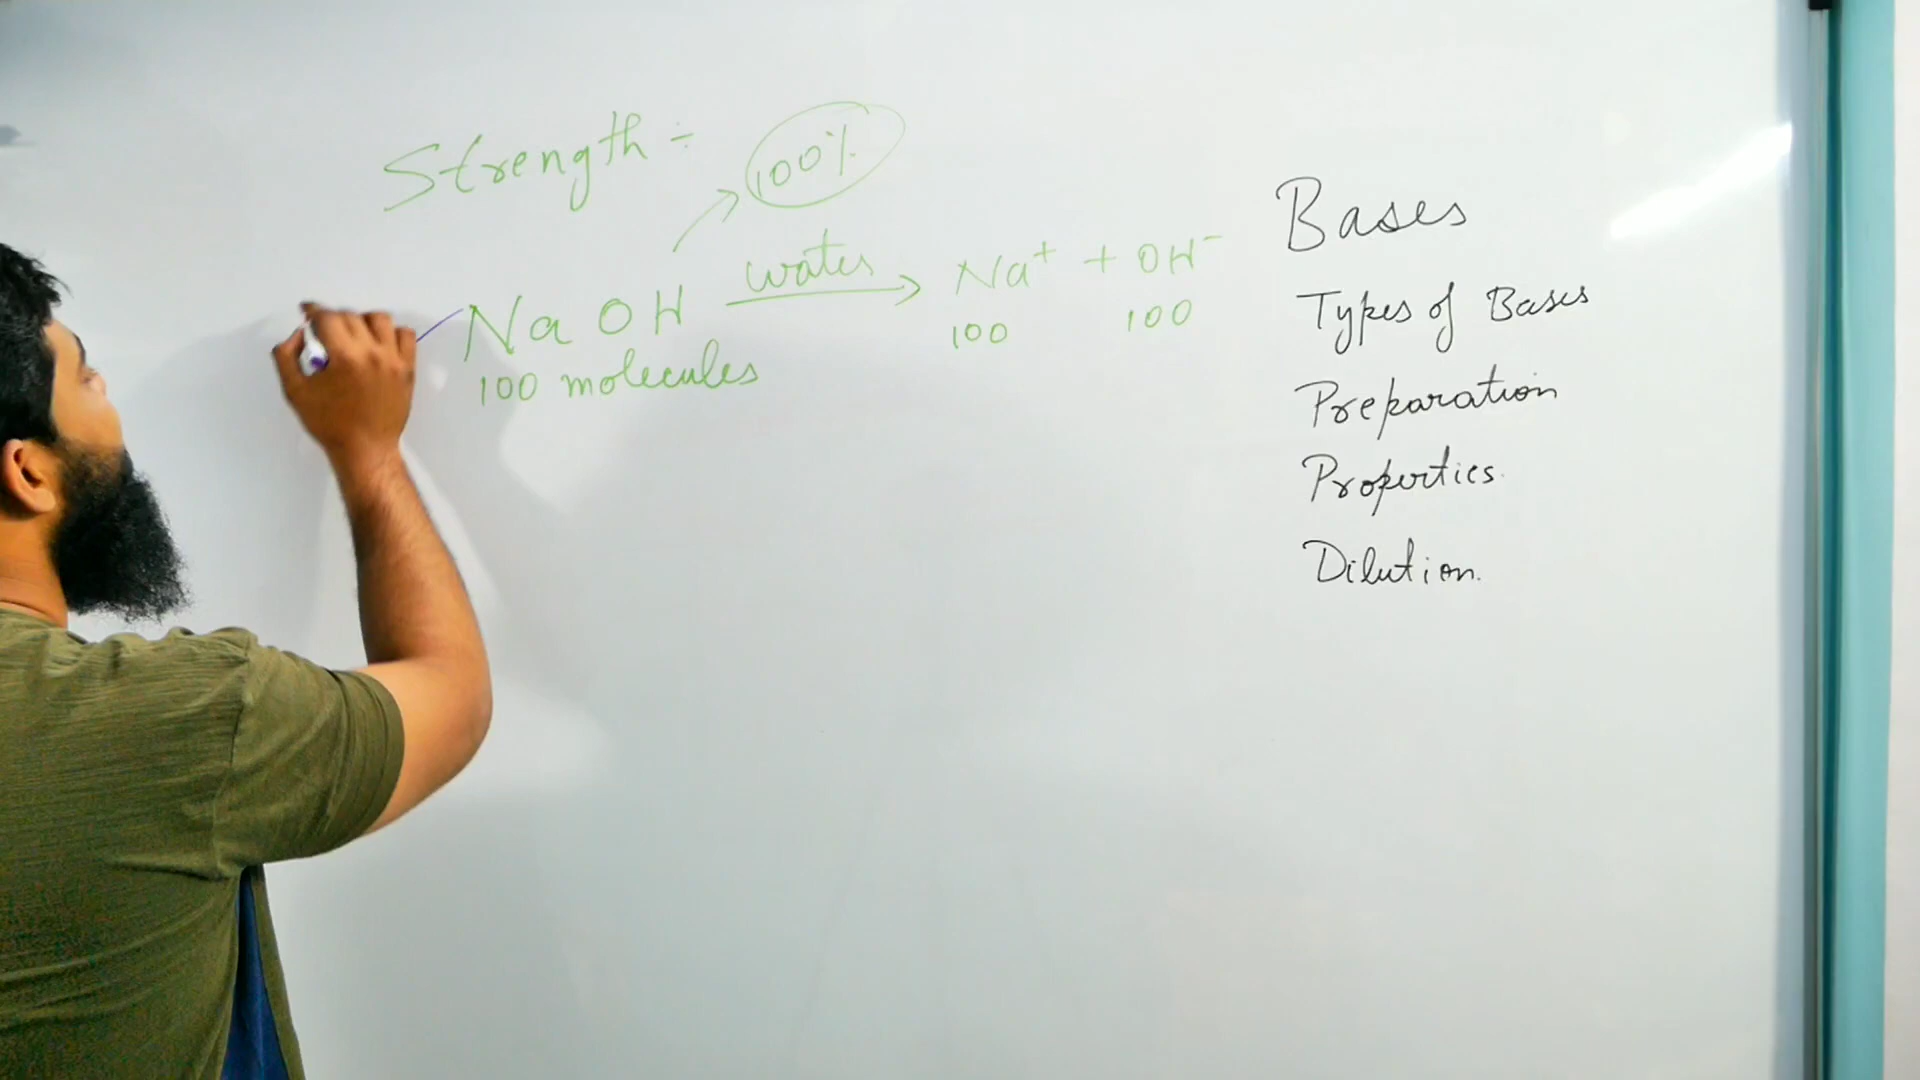 Strength :-
100%
NaOH water → Na⁺ + OH⁻
100 molecules 100 100
Bases
Types of Bases
Preparation
Properties.
Dilution.